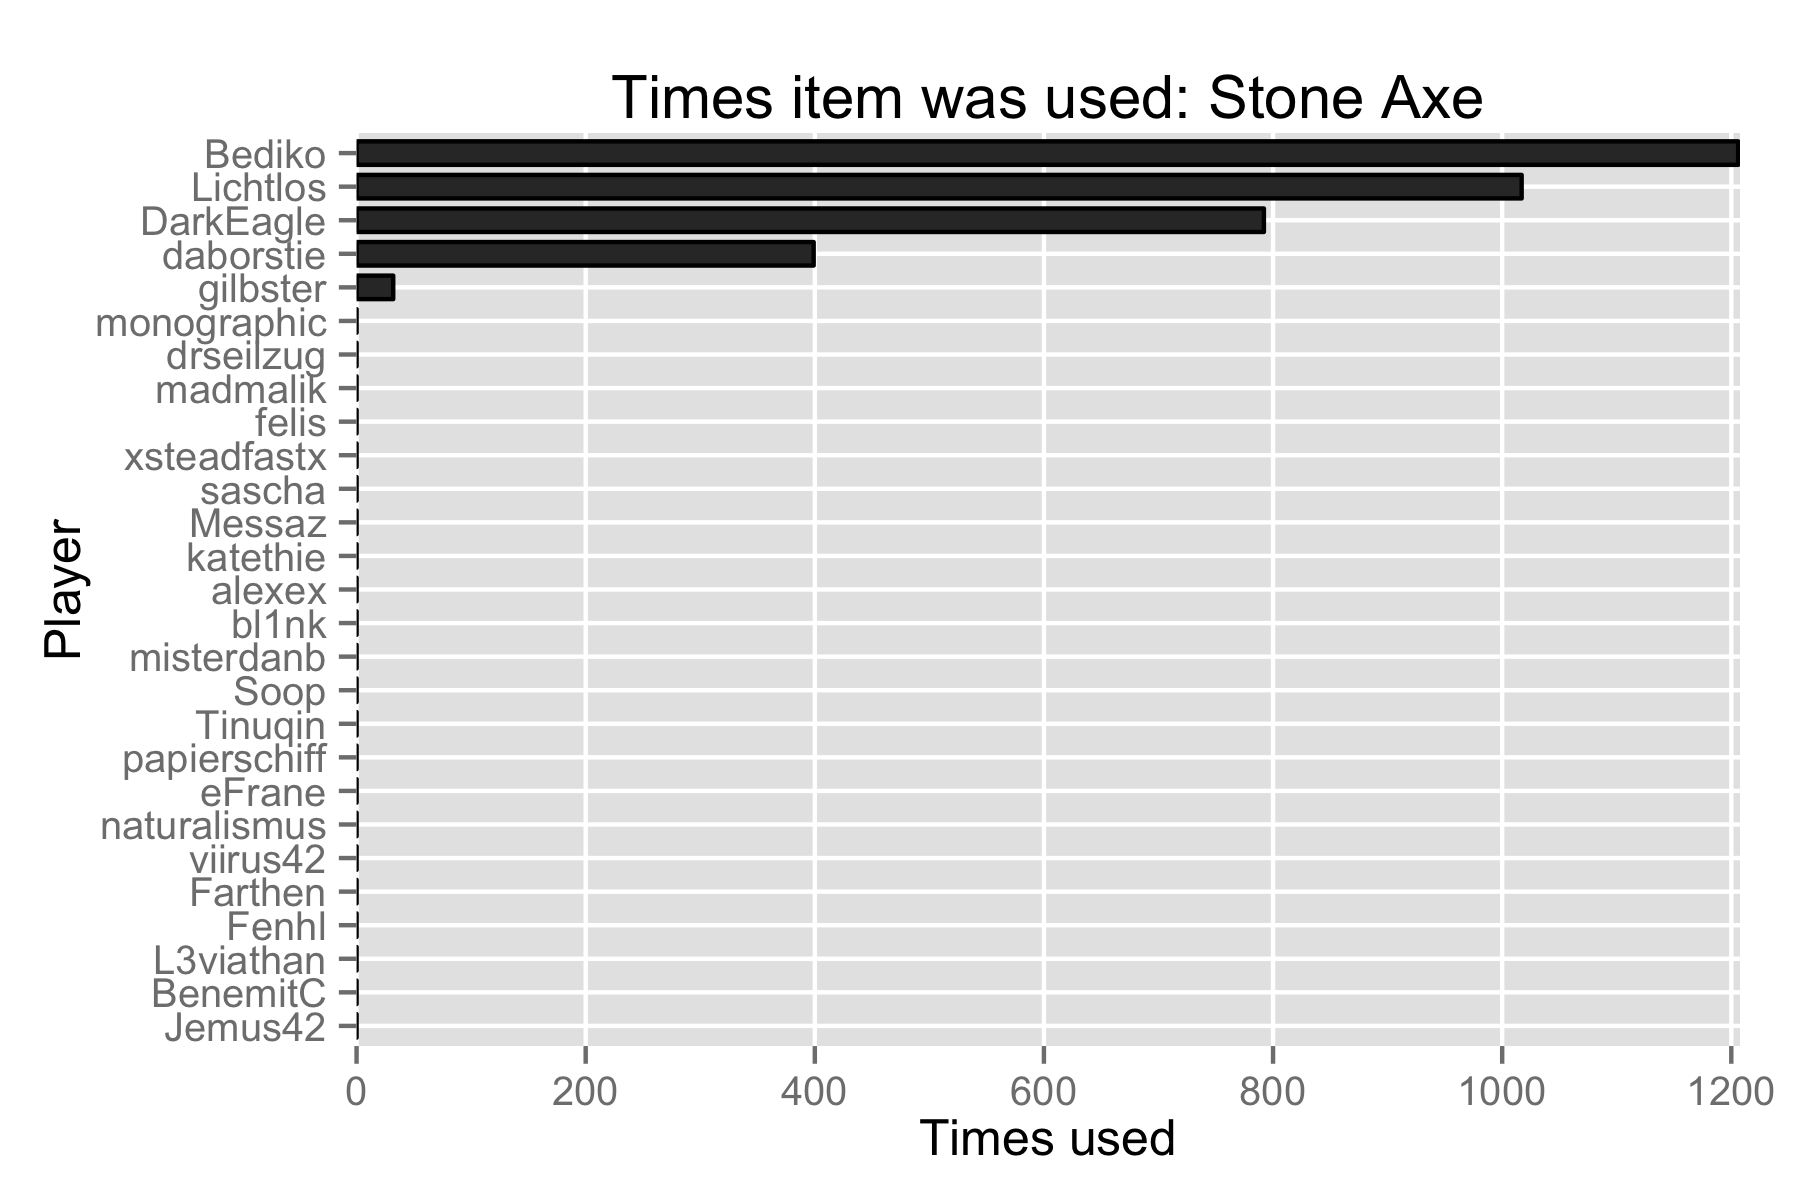 Times item was used: Stone Axe
Player
Bediko
Lichtlos
DarkEagle
daborstie
gilbster
monographic
drseilzug
madmalik
felis
xsteadfastx
sascha
Messaz
katethie
alexex
bl1nk
misterdanb
Soop
Tinuqin
papierschiff
eFrane
naturalismus
viirus42
Farthen
Fenhl
L3viathan
BenemitC
Jemus42
0 200 400 600 800 1000 1200
Times used